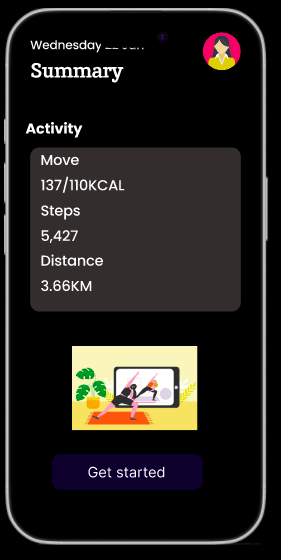 Wednesday
Summary
Activity
Move
137/110KCAL
Steps
5,427
Distance
3.66KM
Get started